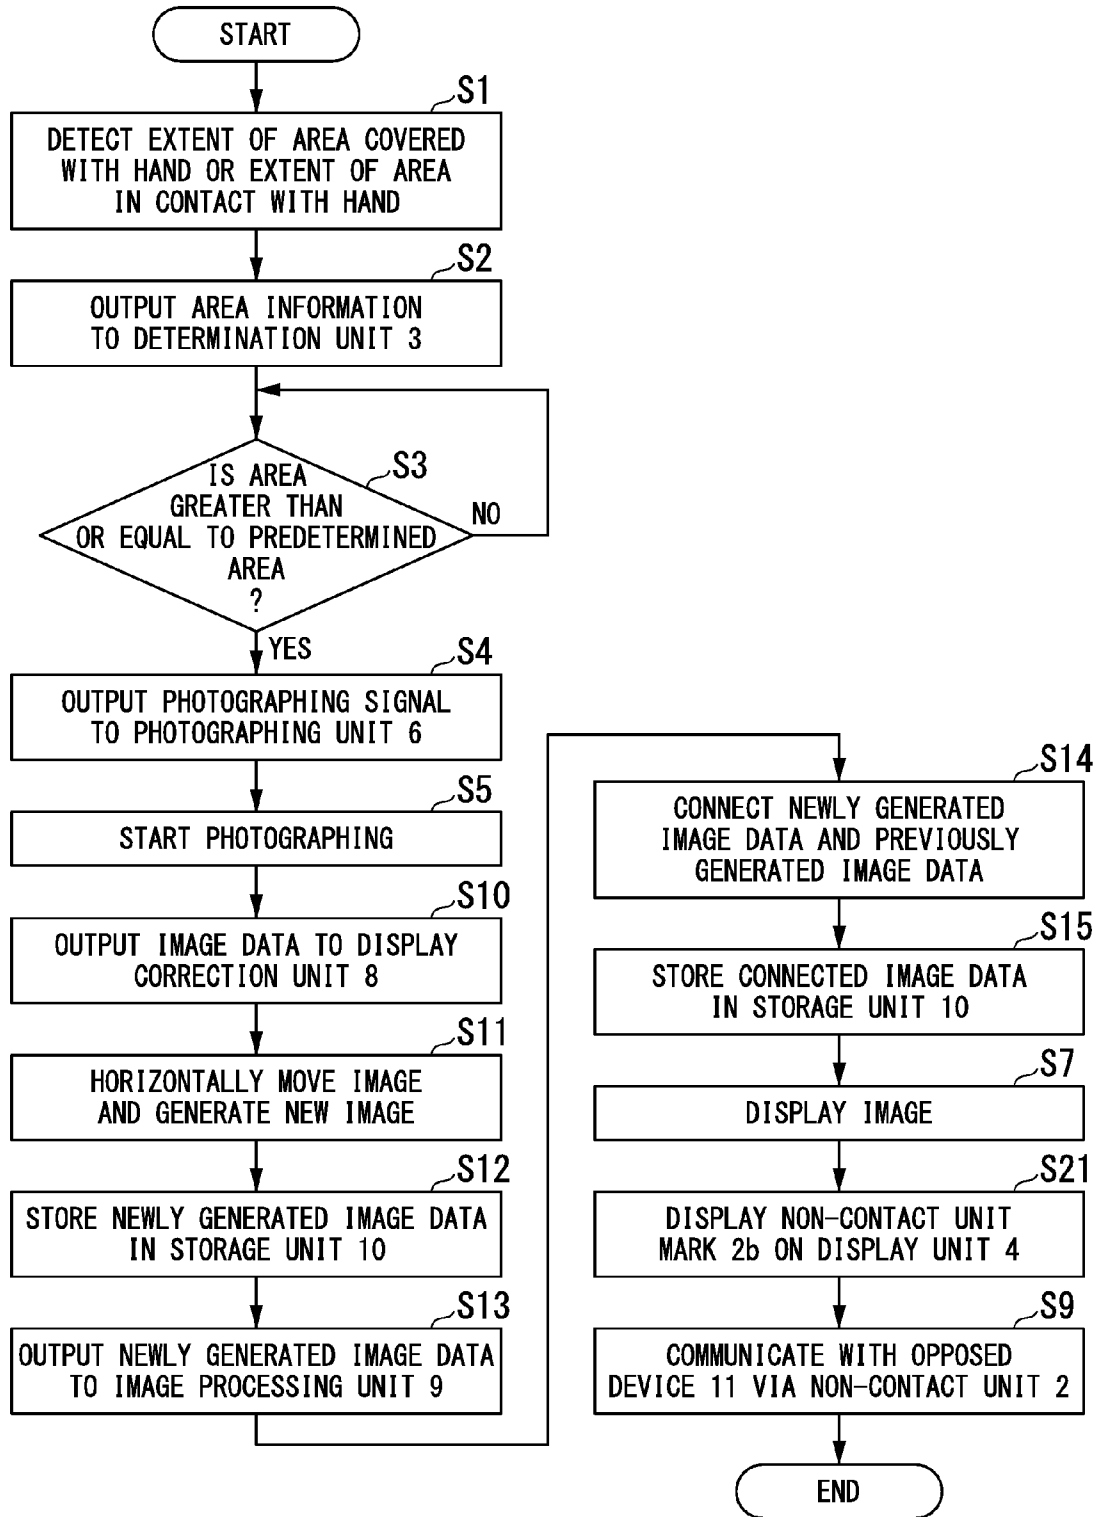 START
S1
DETECT EXTENT OF AREA COVERED
WITH HAND OR EXTENT OF AREA
IN CONTACT WITH HAND
S2
OUTPUT AREA INFORMATION
TO DETERMINATION UNIT 3
S3
IS AREA
GREATER THAN
OR EQUAL TO PREDETERMINED
AREA
?
NO
YES
S4
OUTPUT PHOTOGRAPHING SIGNAL
TO PHOTOGRAPHING UNIT 6
S5
START PHOTOGRAPHING
S10
OUTPUT IMAGE DATA TO DISPLAY
CORRECTION UNIT 8
S11
HORIZONTALLY MOVE IMAGE
AND GENERATE NEW IMAGE
S12
STORE NEWLY GENERATED IMAGE DATA
IN STORAGE UNIT 10
S13
OUTPUT NEWLY GENERATED IMAGE DATA
TO IMAGE PROCESSING UNIT 9
S14
CONNECT NEWLY GENERATED
IMAGE DATA AND PREVIOUSLY
GENERATED IMAGE DATA
S15
STORE CONNECTED IMAGE DATA
IN STORAGE UNIT 10
S7
DISPLAY IMAGE
S21
DISPLAY NON-CONTACT UNIT
MARK 2b ON DISPLAY UNIT 4
S9
COMMUNICATE WITH OPPOSED
DEVICE 11 VIA NON-CONTACT UNIT 2
END